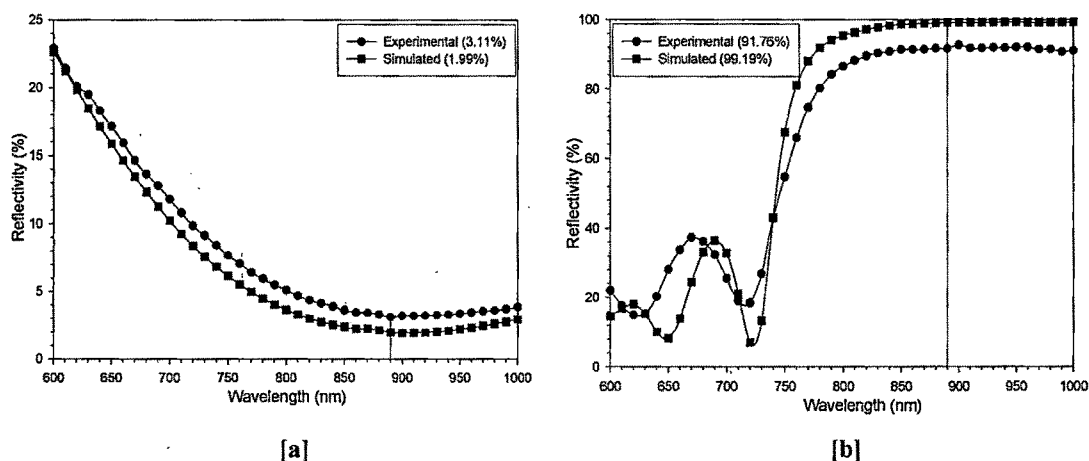 Experimental (3.11%)
Simulated (1.99%)
Reflectivity (%)
25
20
15
10
5
0
600 650 700 750 800 850 900 950 1000
Wavelength (nm)
[a]
Experimental (91.76%)
Simulated (99.19%)
Reflectivity (%)
100
80
60
40
20
0
600 650 700 750 800 850 900 950 1000
Wavelength (nm)
[b]